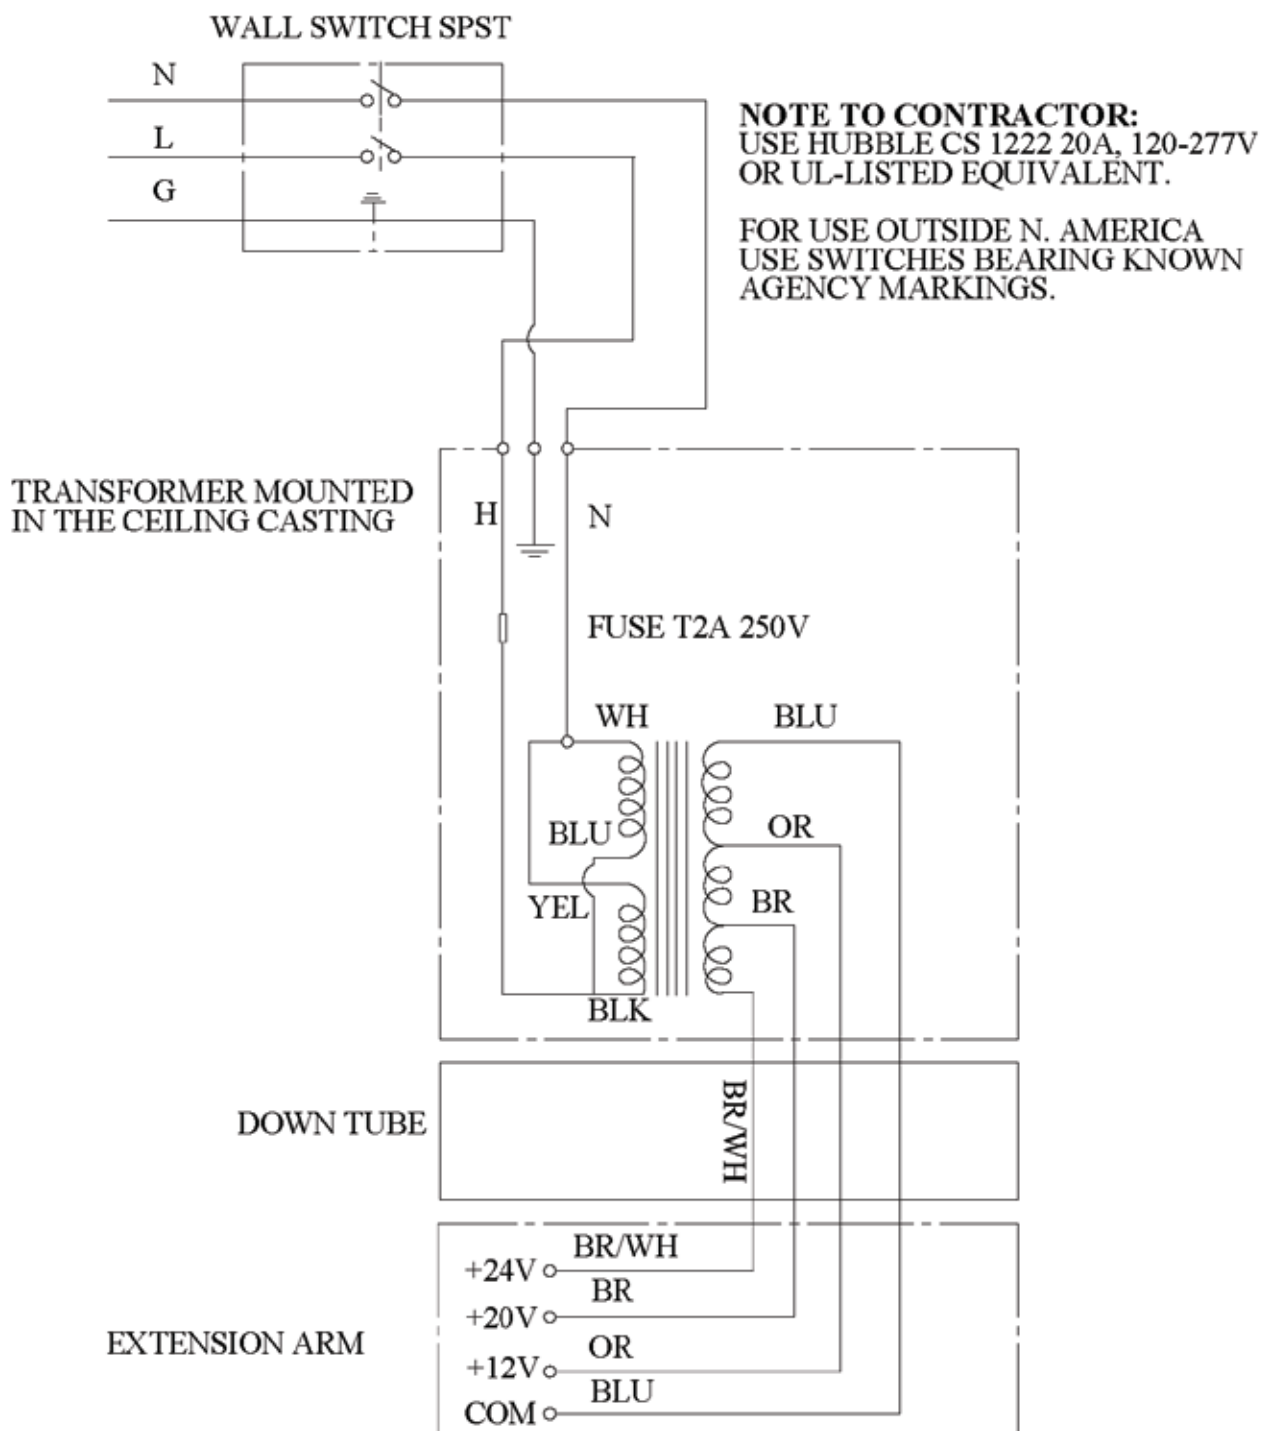 WALL SWITCH SPST
N
L
G
NOTE TO CONTRACTOR:
USE HUBBLE CS 1222 20A, 120-277V
OR UL-LISTED EQUIVALENT.
FOR USE OUTSIDE N. AMERICA
USE SWITCHES BEARING KNOWN
AGENCY MARKINGS.
TRANSFORMER MOUNTED
IN THE CEILING CASTING
H
N
FUSE T2A 250V
WH
BLU
BLU
OR
YEL
BR
BLK
DOWN TUBE
BR/WH
EXTENSION ARM
+24V
BR/WH
+20V
BR
+12V
OR
COM
BLU